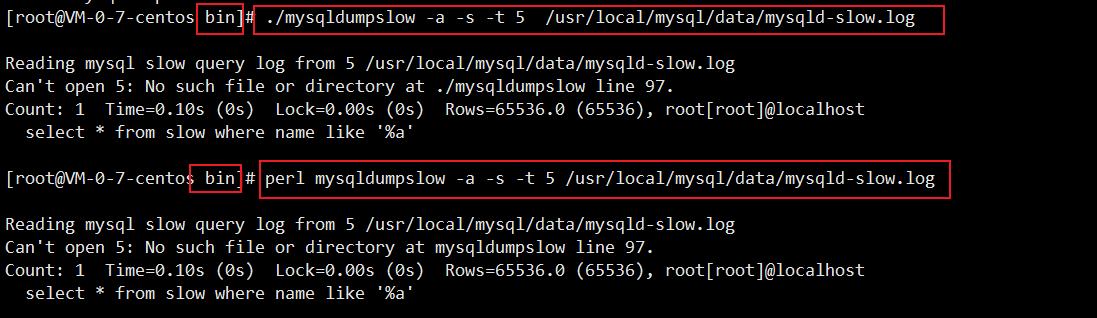 [root@VM-0-7-centos bin]# ./mysqldumpslow -a -s -t 5  /usr/local/mysql/data/mysqld-slow.log
Reading mysql slow query log from 5 /usr/local/mysql/data/mysqld-slow.log
Can't open 5: No such file or directory at ./mysqldumpslow line 97.
Count: 1  Time=0.10s (0s)  Lock=0.00s (0s)  Rows=65536.0 (65536), root[root]@localhost
  select * from slow where name like '%a'
[root@VM-0-7-centos bin]# perl mysqldumpslow -a -s -t 5 /usr/local/mysql/data/mysqld-slow.log
Reading mysql slow query log from 5 /usr/local/mysql/data/mysqld-slow.log
Can't open 5: No such file or directory at mysqldumpslow line 97.
Count: 1  Time=0.10s (0s)  Lock=0.00s (0s)  Rows=65536.0 (65536), root[root]@localhost
  select * from slow where name like '%a'